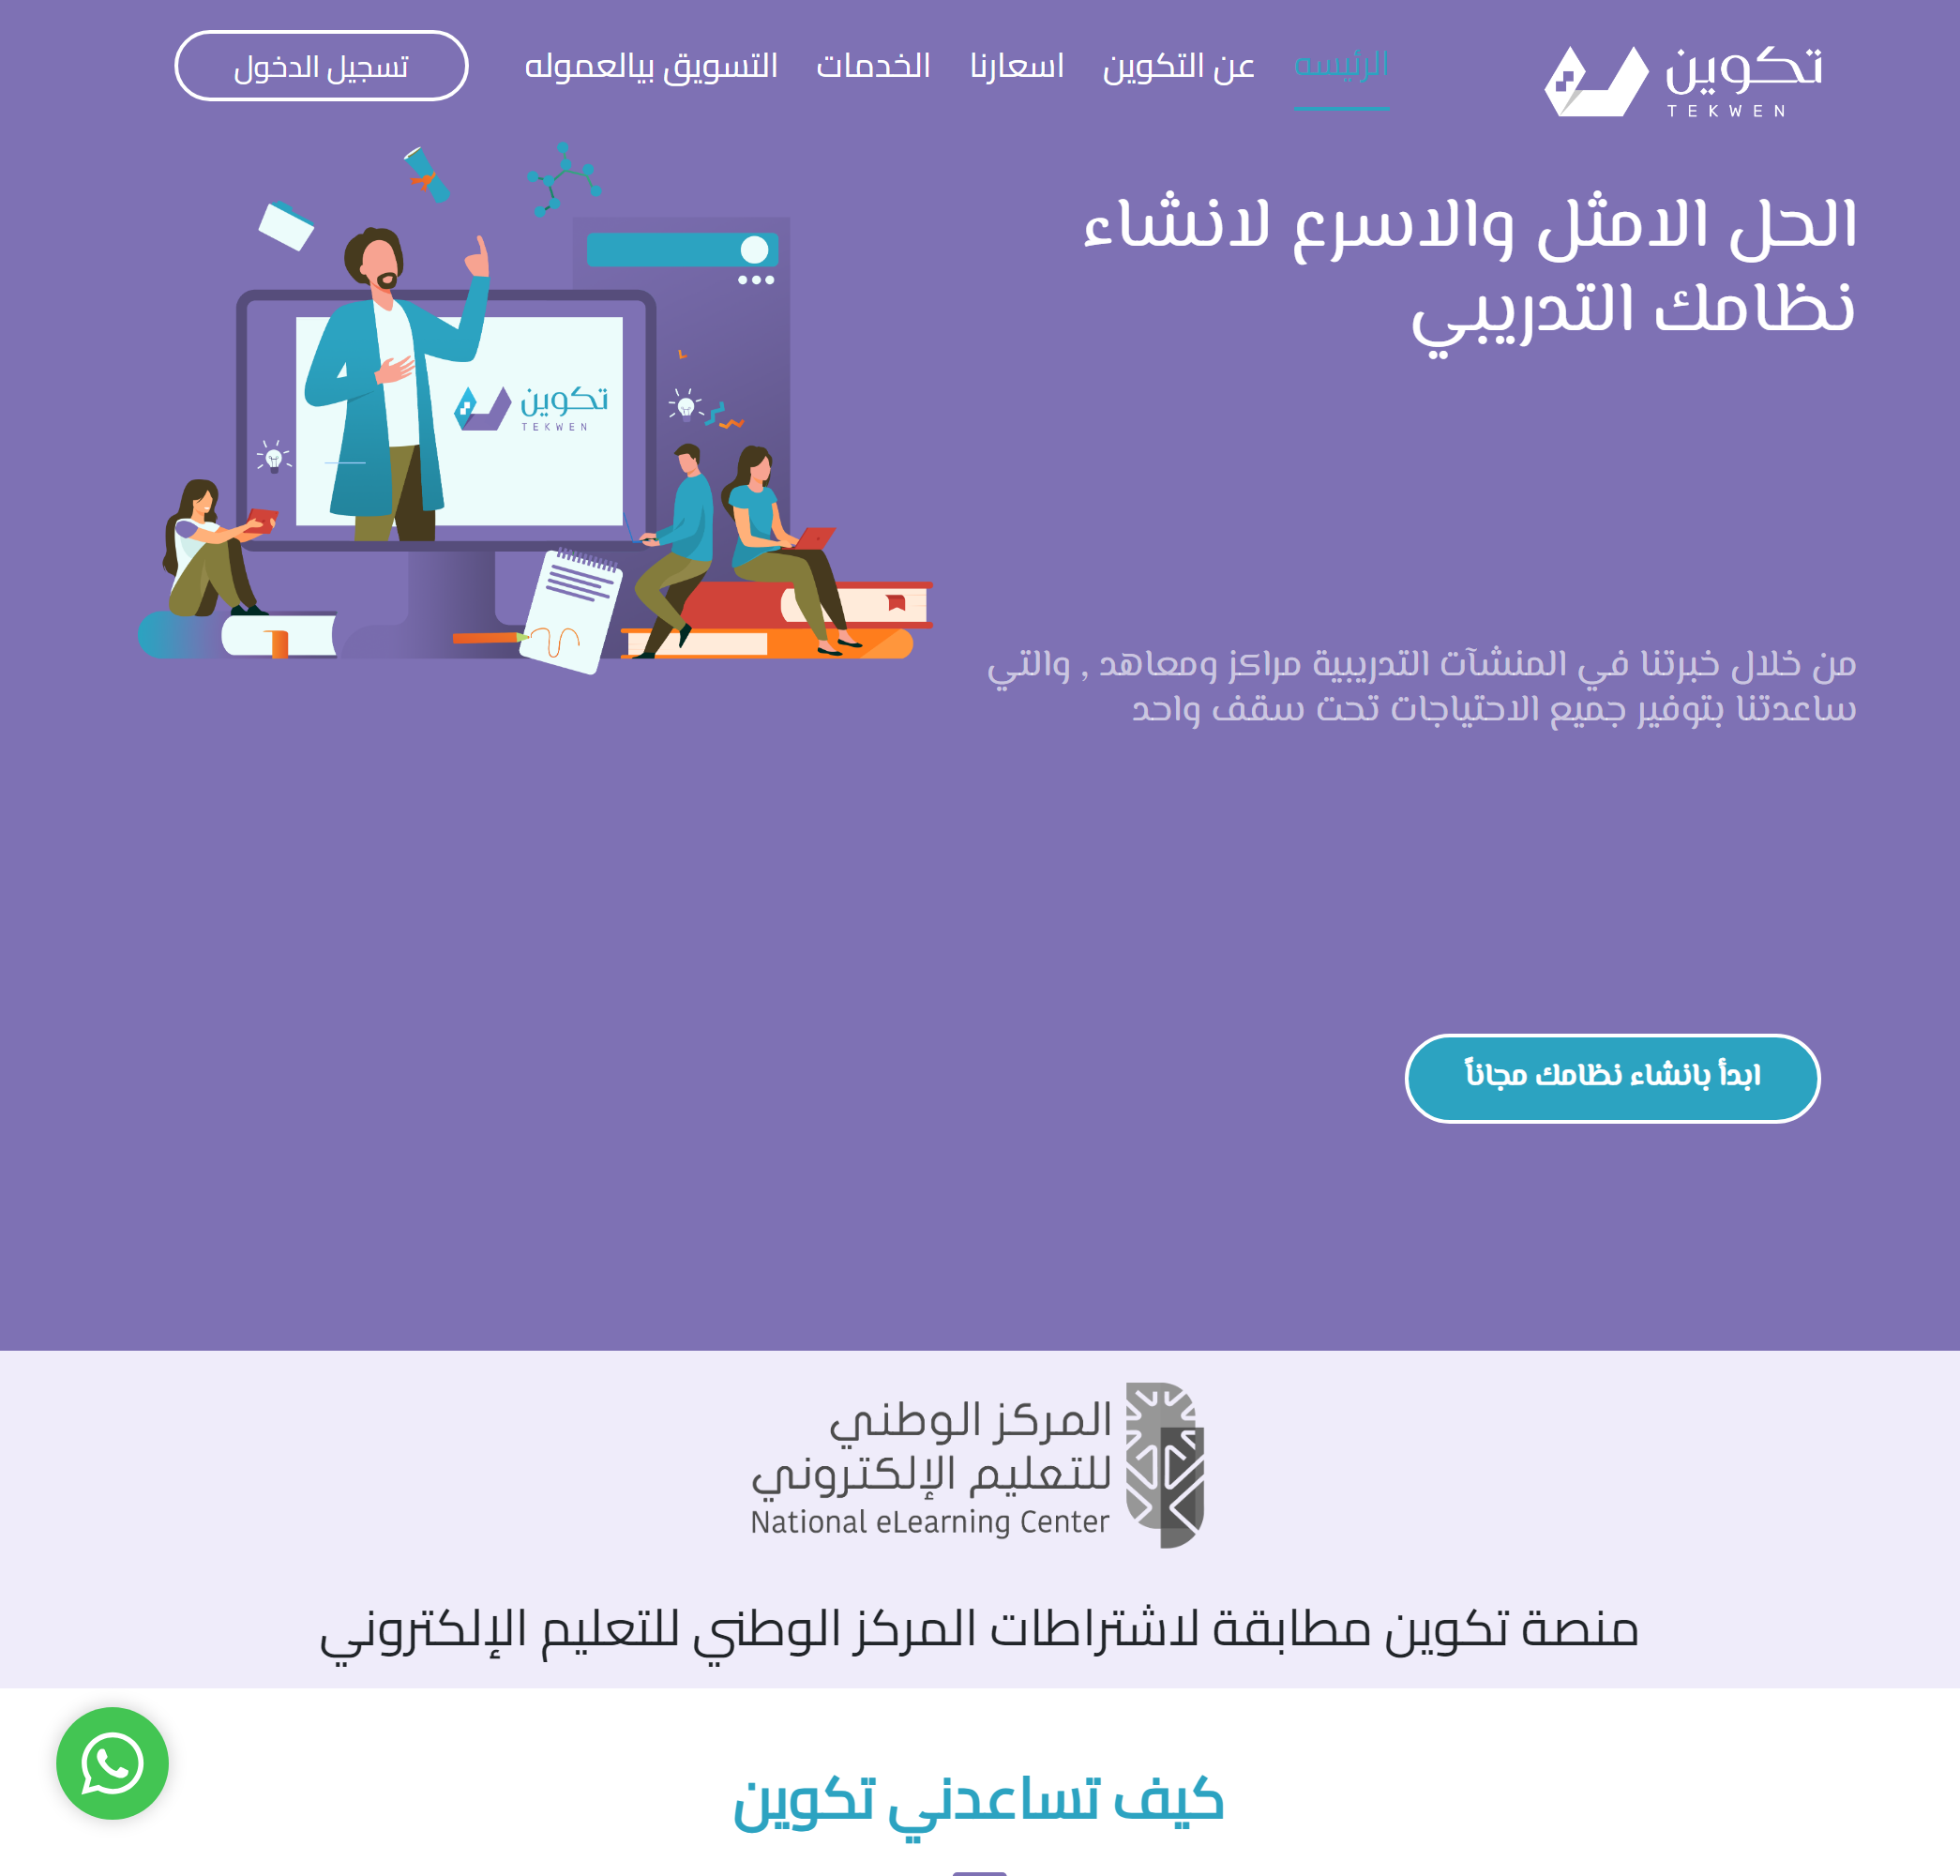 تكوين
TEKWEN
الرئيسه
عن التكوين
اسعارنا
الخدمات
التسويق بيالعموله
تسجيل الدخول
الحل الامثل والاسرع لانشاء
نظامك التدريبي
تكوين
TEKWEN
من خلال خبرتنا في المنشآت التدريبية مراكز ومعاهد , والتي
ساعدتنا بتوفير جميع الاحتياجات تحت سقف واحد
ابدأ بانشاء نظامك مجاناً
المركز الوطني
للتعليم الإلكتروني
National eLearning Center
منصة تكوين مطابقة لاشتراطات المركز الوطني للتعليم الإلكتروني
كيف تساعدني تكوين